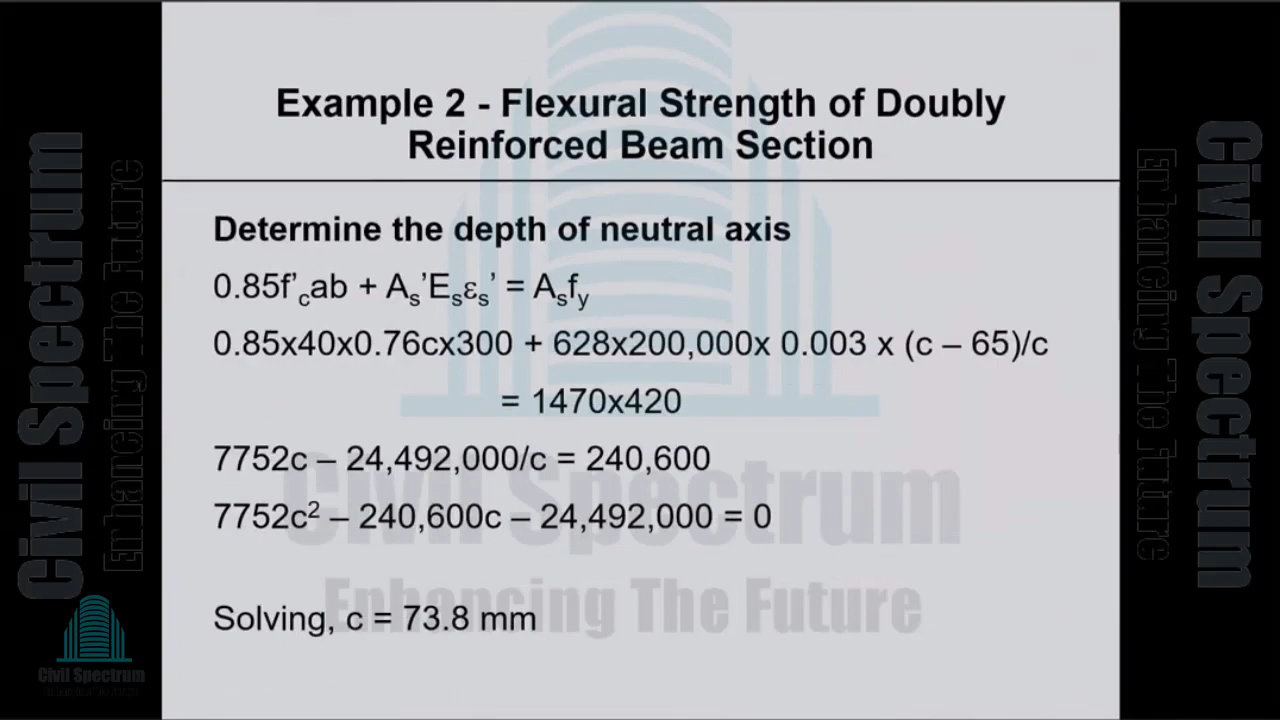 Example 2 - Flexural Strength of Doubly
Reinforced Beam Section
Determine the depth of neutral axis
0.85f’cab + As’Esεs’ = Asfy
0.85x40x0.76cx300 + 628x200,000x 0.003 x (c – 65)/c
= 1470x420
7752c – 24,492,000/c = 240,600
7752c² – 240,600c – 24,492,000 = 0
Solving, c = 73.8 mm
Civil Spectrum
Enhancing The Future
Civil Spectrum
Enhancing The Future
Civil Spectrum
Enhancing The Future
Civil Spectrum